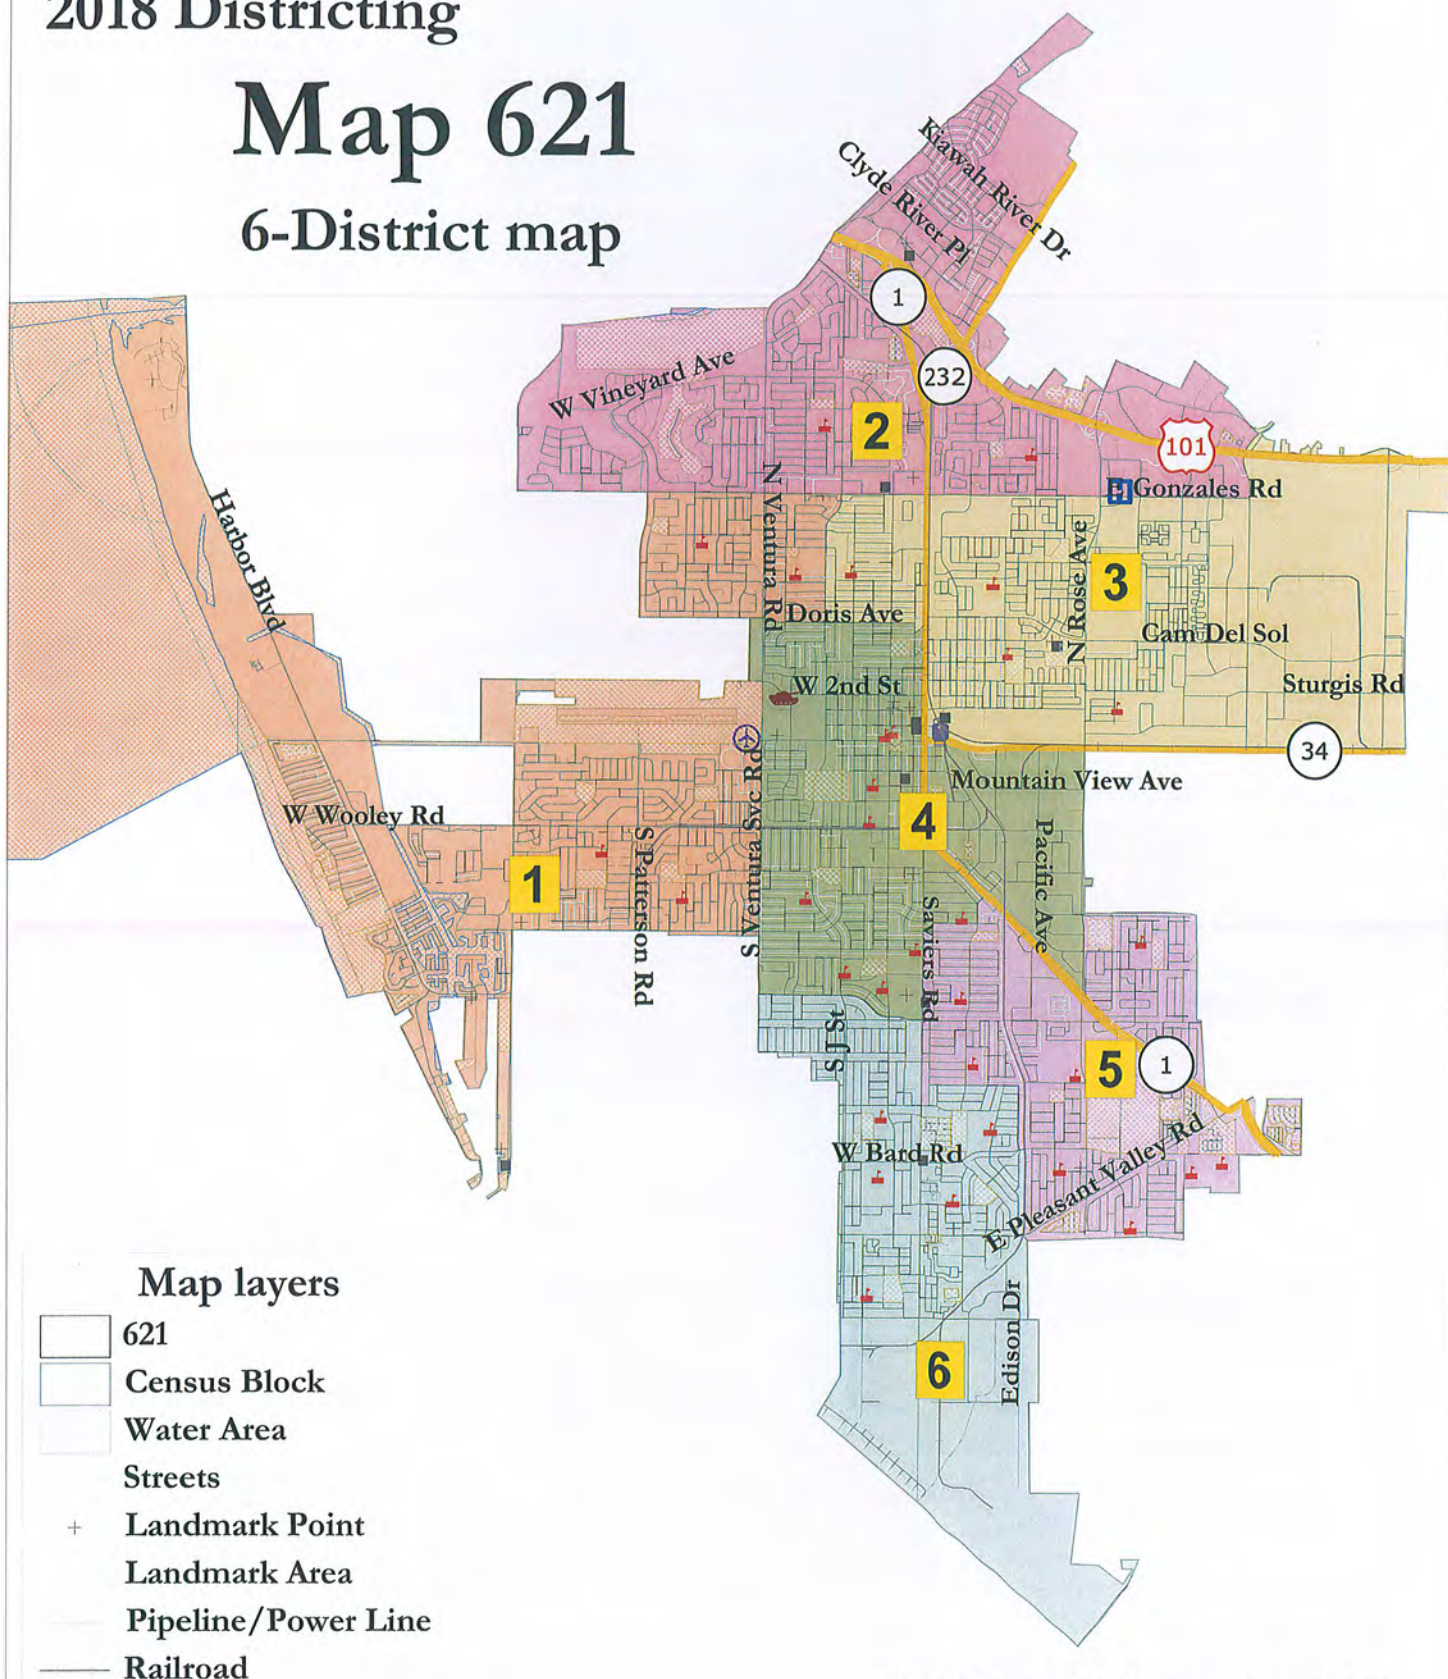 2018 Districting
Map 621
6-District map
Kiawah River Dr
Clyde River Pl
1
232
W Vineyard Ave
2
101
E Gonzales Rd
N Ventura Rd
Harbor Blvd
N Rose Ave
3
Doris Ave
Cam Del Sol
W 2nd St
Sturgis Rd
34
S Ventura Svc Rd
Mountain View Ave
W Wooley Rd
4
Pacific Ave
S Patterson Rd
1
Saviers Rd
S J St
5
1
W Bard Rd
E Pleasant Valley Rd
Edison Dr
6
Map layers
621
Census Block
Water Area
Streets
Landmark Point
Landmark Area
Pipeline/Power Line
Railroad